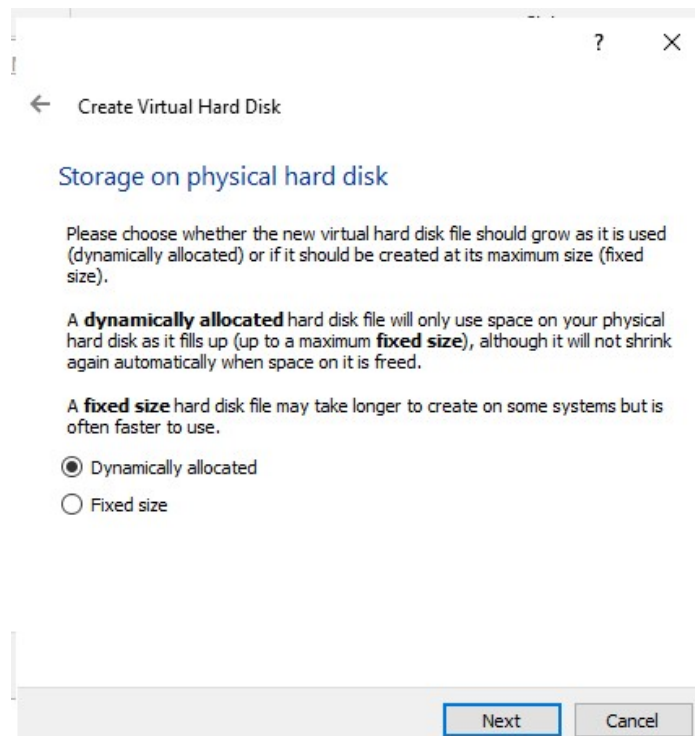 ?
Create Virtual Hard Disk
Storage on physical hard disk
Please choose whether the new virtual hard disk file should grow as it is used
(dynamically allocated) or if it should be created at its maximum size (fixed
size).
A dynamically allocated hard disk file will only use space on your physical
hard disk as it fills up (up to a maximum fixed size), although it will not shrink
again automatically when space on it is freed.
A fixed size hard disk file may take longer to create on some systems but is
often faster to use.
Dynamically allocated
Fixed size
Next Cancel